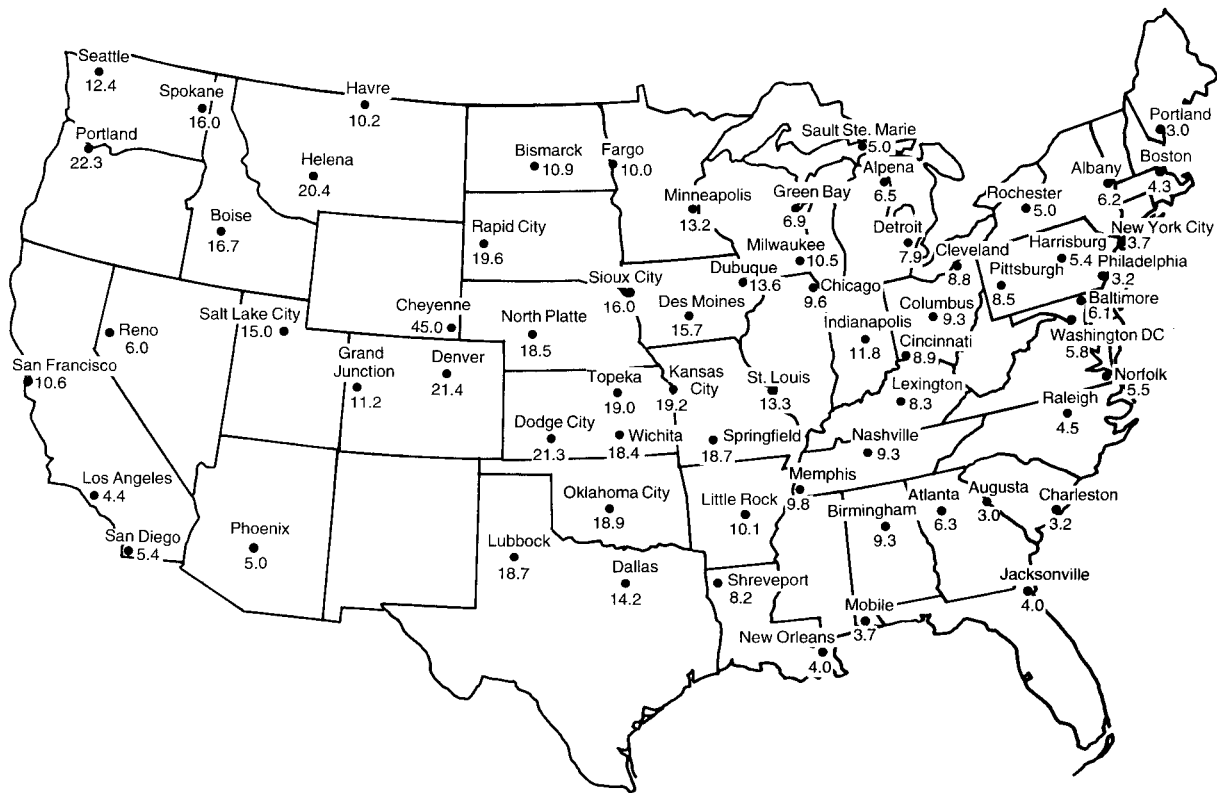 Seattle
12.4
Spokane
16.0
Portland
22.3
Havre
10.2
Helena
20.4
Boise
16.7
Bismarck
10.9
Fargo
10.0
Rapid City
19.6
Minneapolis
13.2
Sault Ste. Marie
5.0
Alpena
6.5
Green Bay
6.9
Milwaukee
10.5
Detroit
7.9
Portland
3.0
Boston
4.3
Albany
6.2
Rochester
5.0
New York City
3.7
Harrisburg
5.4
Philadelphia
3.2
Cleveland
8.8
Pittsburgh
8.5
Baltimore
6.1
Washington DC
5.8
Norfolk
5.5
Raleigh
4.5
Sioux City
16.0
Dubuque
13.6
Chicago
9.6
Des Moines
15.7
Columbus
9.3
Indianapolis
11.8
Cincinnati
8.9
Lexington
8.3
Cheyenne
45.0
North Platte
18.5
Salt Lake City
15.0
Reno
6.0
San Francisco
10.6
Grand
Junction
11.2
Denver
21.4
Topeka
19.0
Kansas
City
19.2
St. Louis
13.3
Dodge City
21.3
Wichita
18.4
Springfield
18.7
Nashville
9.3
Los Angeles
4.4
San Diego
5.4
Phoenix
5.0
Oklahoma City
18.9
Lubbock
18.7
Dallas
14.2
Little Rock
10.1
Memphis
9.8
Birmingham
9.3
Atlanta
6.3
Augusta
3.0
Charleston
3.2
Shreveport
8.2
Jacksonville
4.0
Mobile
3.7
New Orleans
4.0